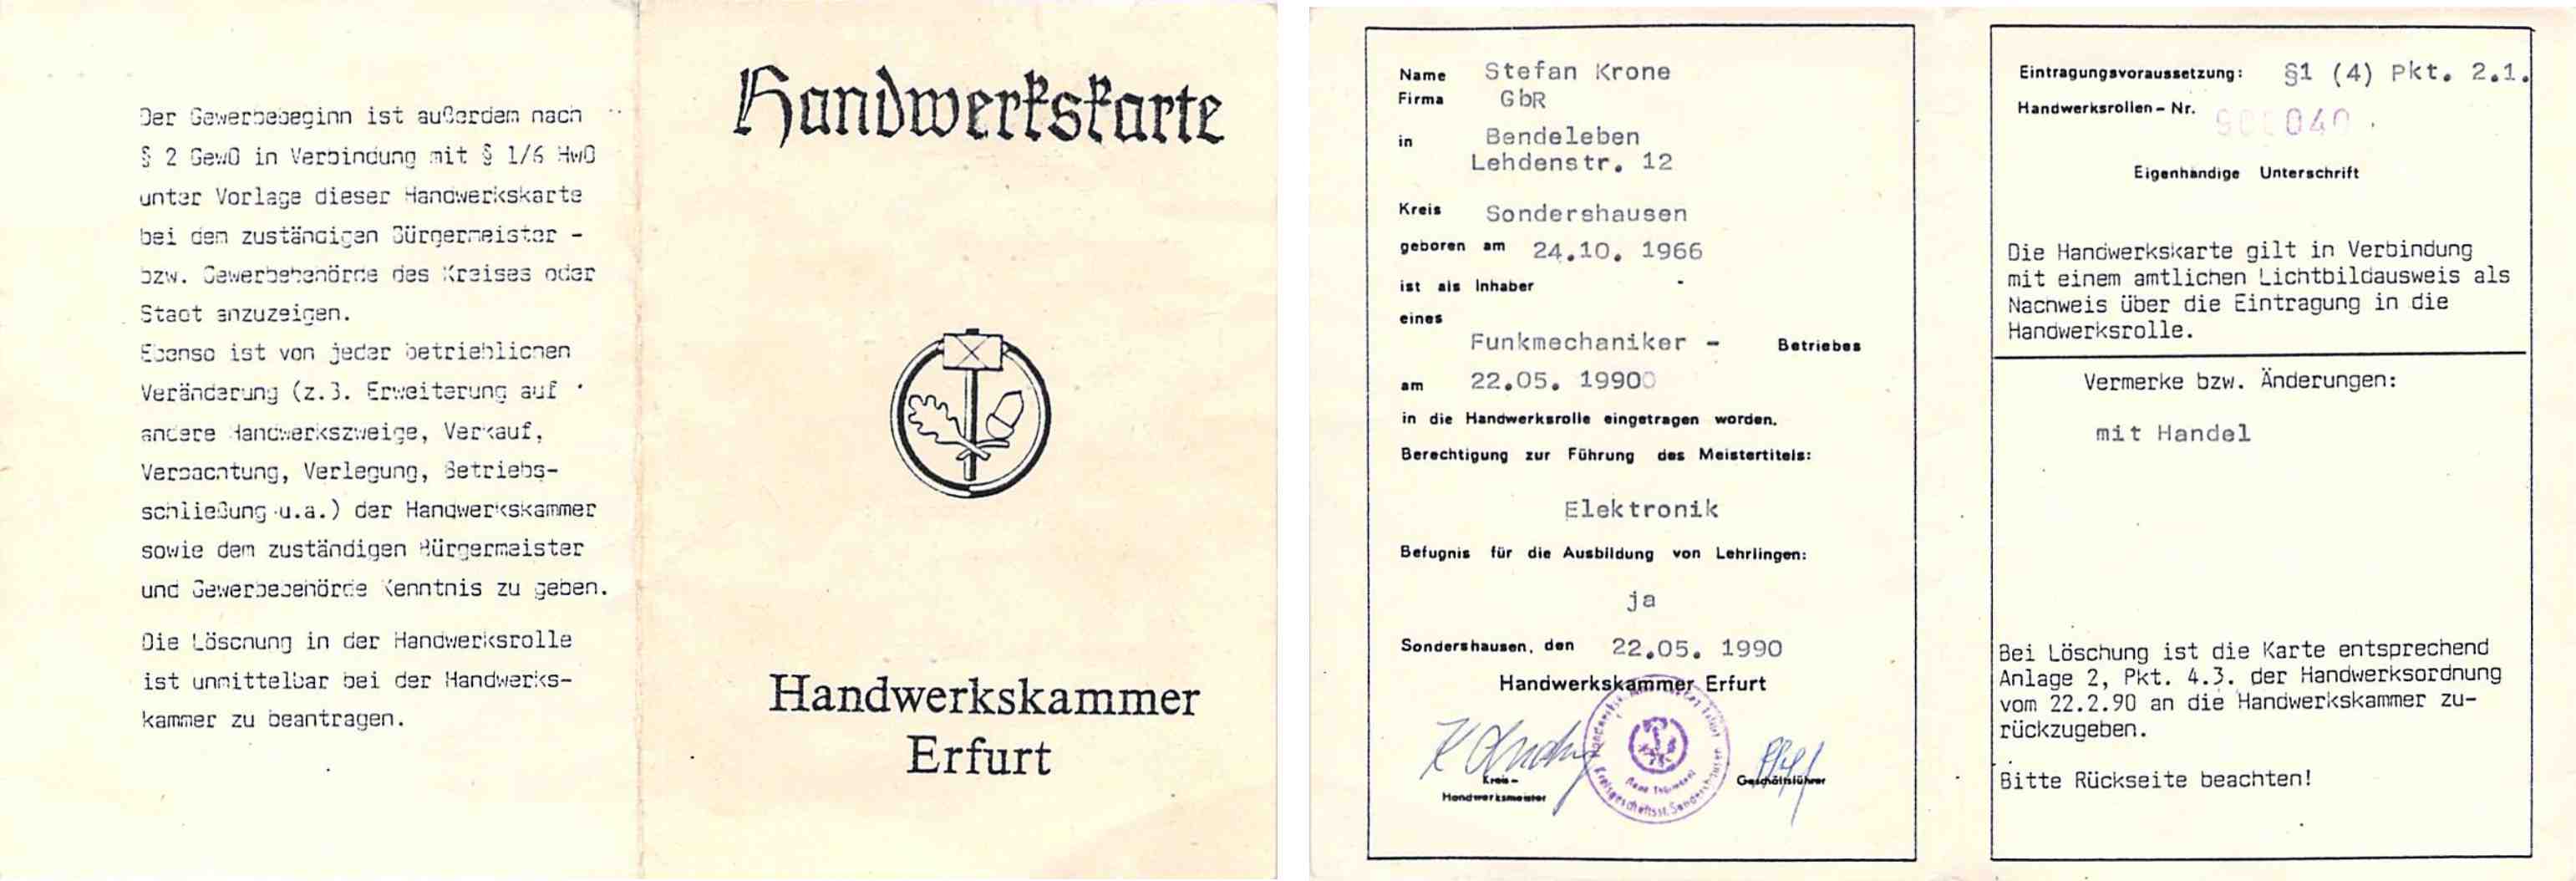 Der Gewerbebeginn ist außerdem nach
§ 2 GewO in Verbindung mit § 1/6 HwO
unter Vorlage dieser Handwerkskarte
bei dem zuständigen Bürgermeister -
bzw. Gewerbebehörde des Kreises oder
Stadt anzuzeigen.
Ebenso ist von jeder betrieblichen
Veränderung (z.B. Erweiterung auf
andere Handwerkszweige, Verkauf,
Verpachtung, Verlegung, Betriebs-
schließung u.a.) der Handwerkskammer
sowie dem zuständigen Bürgermeister
und Gewerbebehörde Kenntnis zu geben.
Die Löschung in der Handwerksrolle
ist unmittelbar bei der Handwerks-
kammer zu beantragen.
Handwerkskarte
Handwerkskammer
Erfurt
Name Stefan Krone
Firma GbR
in Bendeleben
Lehdenstr. 12
Kreis Sondershausen
geboren am 24.10. 1966
ist als Inhaber -
eines
Funkmechaniker - Betriebes
am 22.05. 1990
in die Handwerksrolle eingetragen worden.
Berechtigung zur Führung des Meistertitels:
Elektronik
Befugnis für die Ausbildung von Lehrlingen:
ja
Sondershausen, den 22.05. 1990
Handwerkskammer Erfurt
Kreis-
Handwerksmeister
Geschäftsführer
Eintragungsvoraussetzung: §1 (4) Pkt. 2.1.
Handwerksrollen-Nr. 040
Eigenhändige Unterschrift
Die Handwerkskarte gilt in Verbindung
mit einem amtlichen Lichtbildausweis als
Nachweis über die Eintragung in die
Handwerksrolle.
Vermerke bzw. Änderungen:
mit Handel
Bei Löschung ist die Karte entsprechend
Anlage 2, Pkt. 4.3. der Handwerksordnung
vom 22.2.90 an die Handwerkskammer zu-
rückzugeben.
Bitte Rückseite beachten!